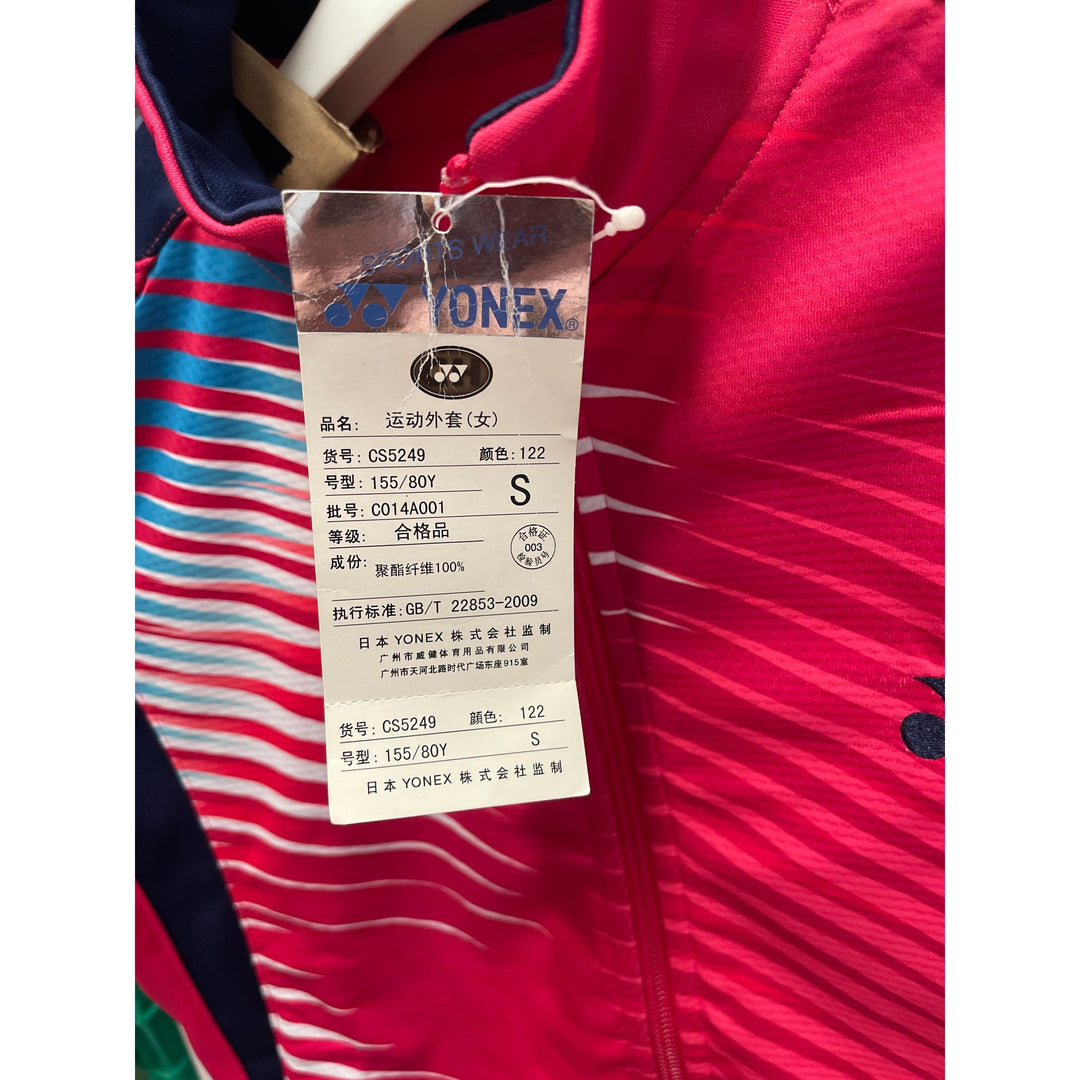 SPORTS WEAR
YONEX®
品名: 运动外套(女)
货号: CS5249 颜色: 122
号型: 155/80Y S
批号: C014A001
等级: 合格品
合格证
003
检验员号
成份: 聚酯纤维100%
执行标准: GB/T 22853-2009
日本 YONEX 株式会社监制
广州市威健体育用品有限公司
广州市天河北路时代广场东座915室
货号: CS5249 顔色: 122
号型: 155/80Y S
日本 YONEX 株式会社监制